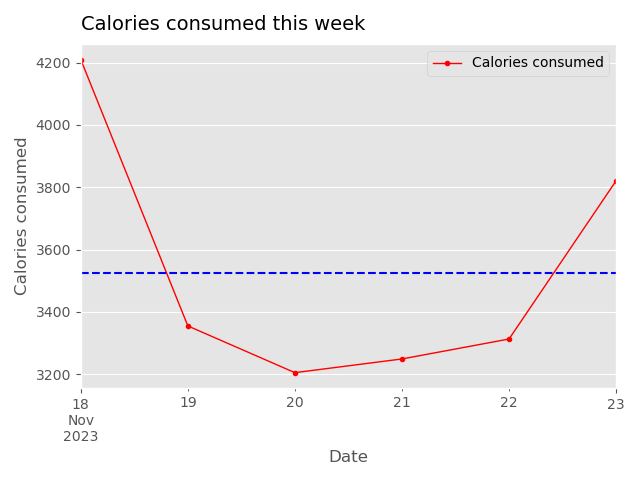 Calories consumed this week
Calories consumed
4200
4000
3800
3600
3400
3200
Calories consumed
18
Nov
2023
19
20
21
22
23
Date